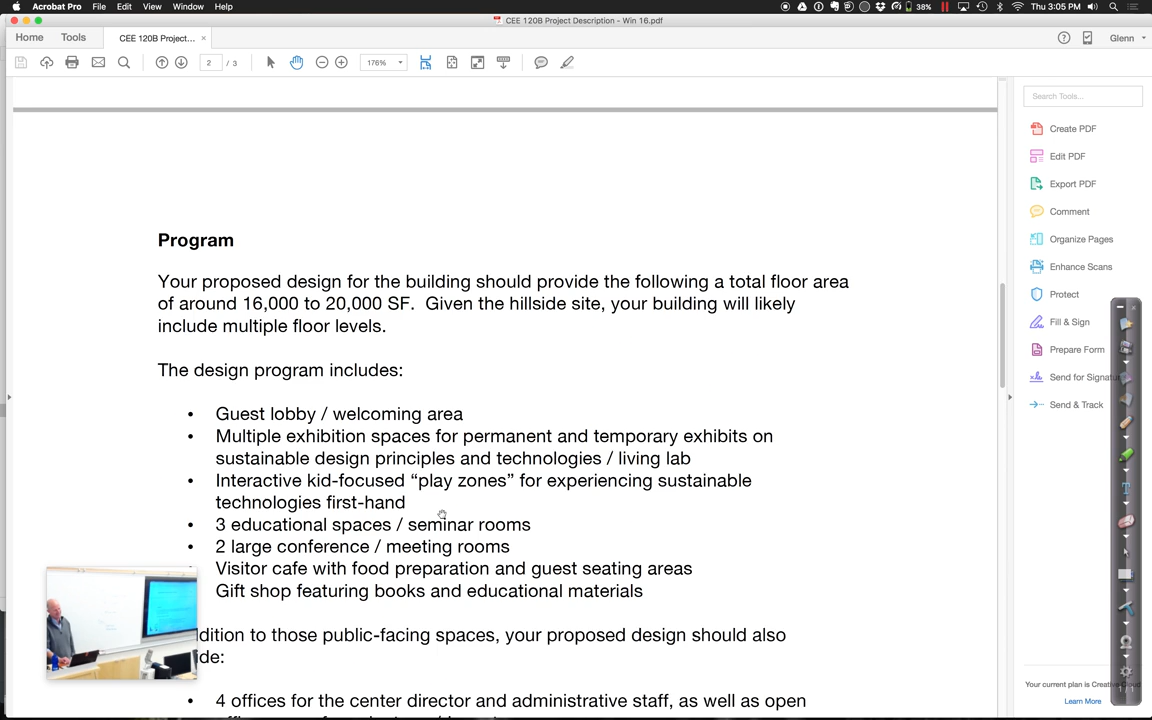 Acrobat Pro File Edit View Window Help
38% Thu 3:05 PM
CEE 120B Project Description - Win 16.pdf
Home Tools CEE 120B Project... × Glenn
2 / 3 176%
Search Tools...
Create PDF
Edit PDF
Export PDF
Comment
Organize Pages
Enhance Scans
Protect
Fill & Sign
Prepare Form
Send for Signatu
Send & Track
Program
Your proposed design for the building should provide the following a total floor area
of around 16,000 to 20,000 SF. Given the hillside site, your building will likely
include multiple floor levels.
The design program includes:
• Guest lobby / welcoming area
• Multiple exhibition spaces for permanent and temporary exhibits on
sustainable design principles and technologies / living lab
• Interactive kid-focused “play zones” for experiencing sustainable
technologies first-hand
• 3 educational spaces / seminar rooms
• 2 large conference / meeting rooms
Visitor cafe with food preparation and guest seating areas
Gift shop featuring books and educational materials
dition to those public-facing spaces, your proposed design should also
ide:
• 4 offices for the center director and administrative staff, as well as open
1 / 1
Your current plan is Creative Cloud
Learn More